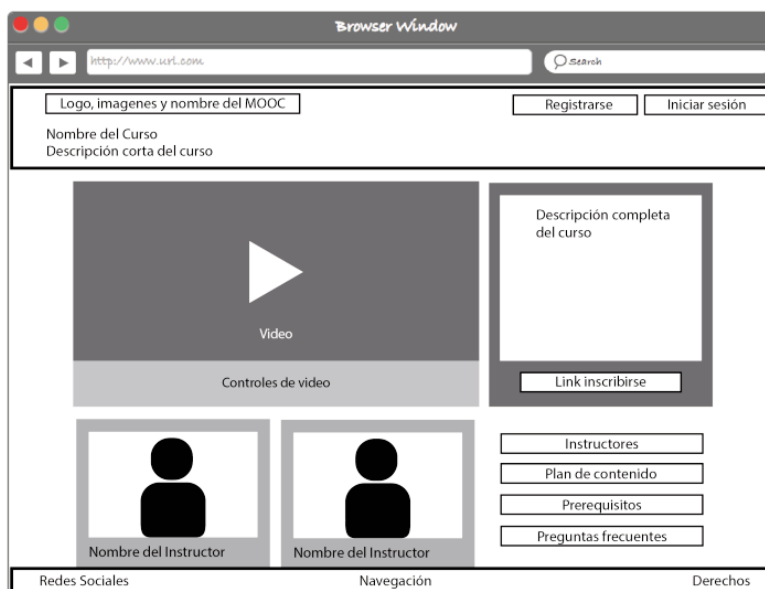 Browser Window
http://www.url.com
Search
Logo, imagenes y nombre del MOOC
Registrarse
Iniciar sesión
Nombre del Curso
Descripción corta del curso
Video
Controles de video
Descripción completa
del curso
Link inscribirse
Nombre del Instructor
Nombre del Instructor
Instructores
Plan de contenido
Prerequisitos
Preguntas frecuentes
Redes Sociales
Navegación
Derechos